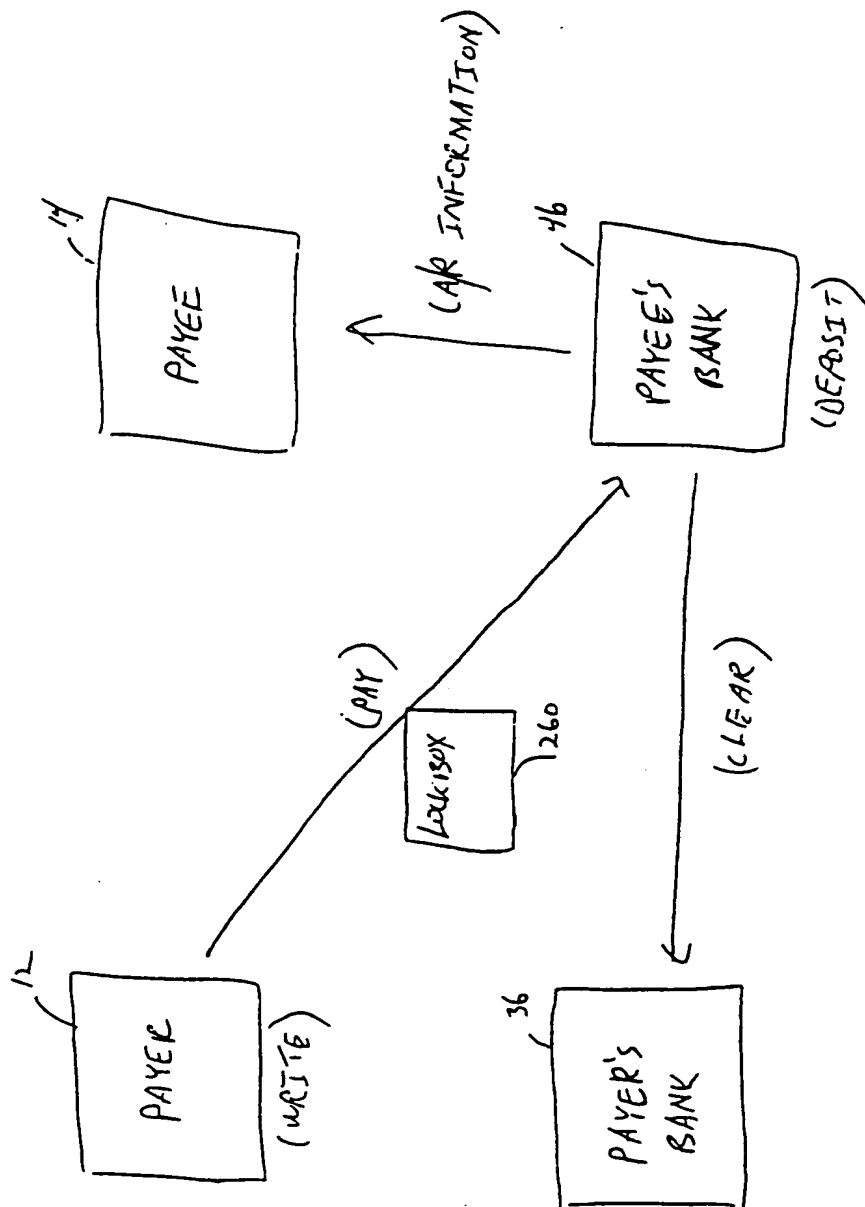 12
PAYER
(WRITE)
14
PAYEE
(PAY)
LOCKBOX
260
(A/R INFORMATION)
36
PAYER'S
BANK
(CLEAR)
46
PAYEE'S
BANK
(DEPOSIT)